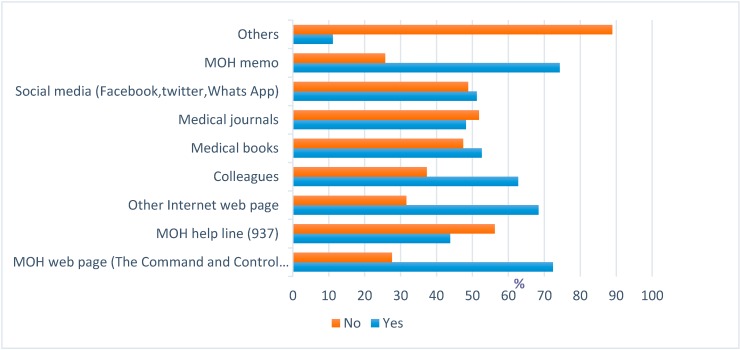 Others
MOH memo
Social media (Facebook,twitter,Whats App)
Medical journals
Medical books
Colleagues
Other Internet web page
MOH help line (937)
MOH web page (The Command and Control...
0 10 20 30 40 50 60 70 80 90 100
%
No Yes